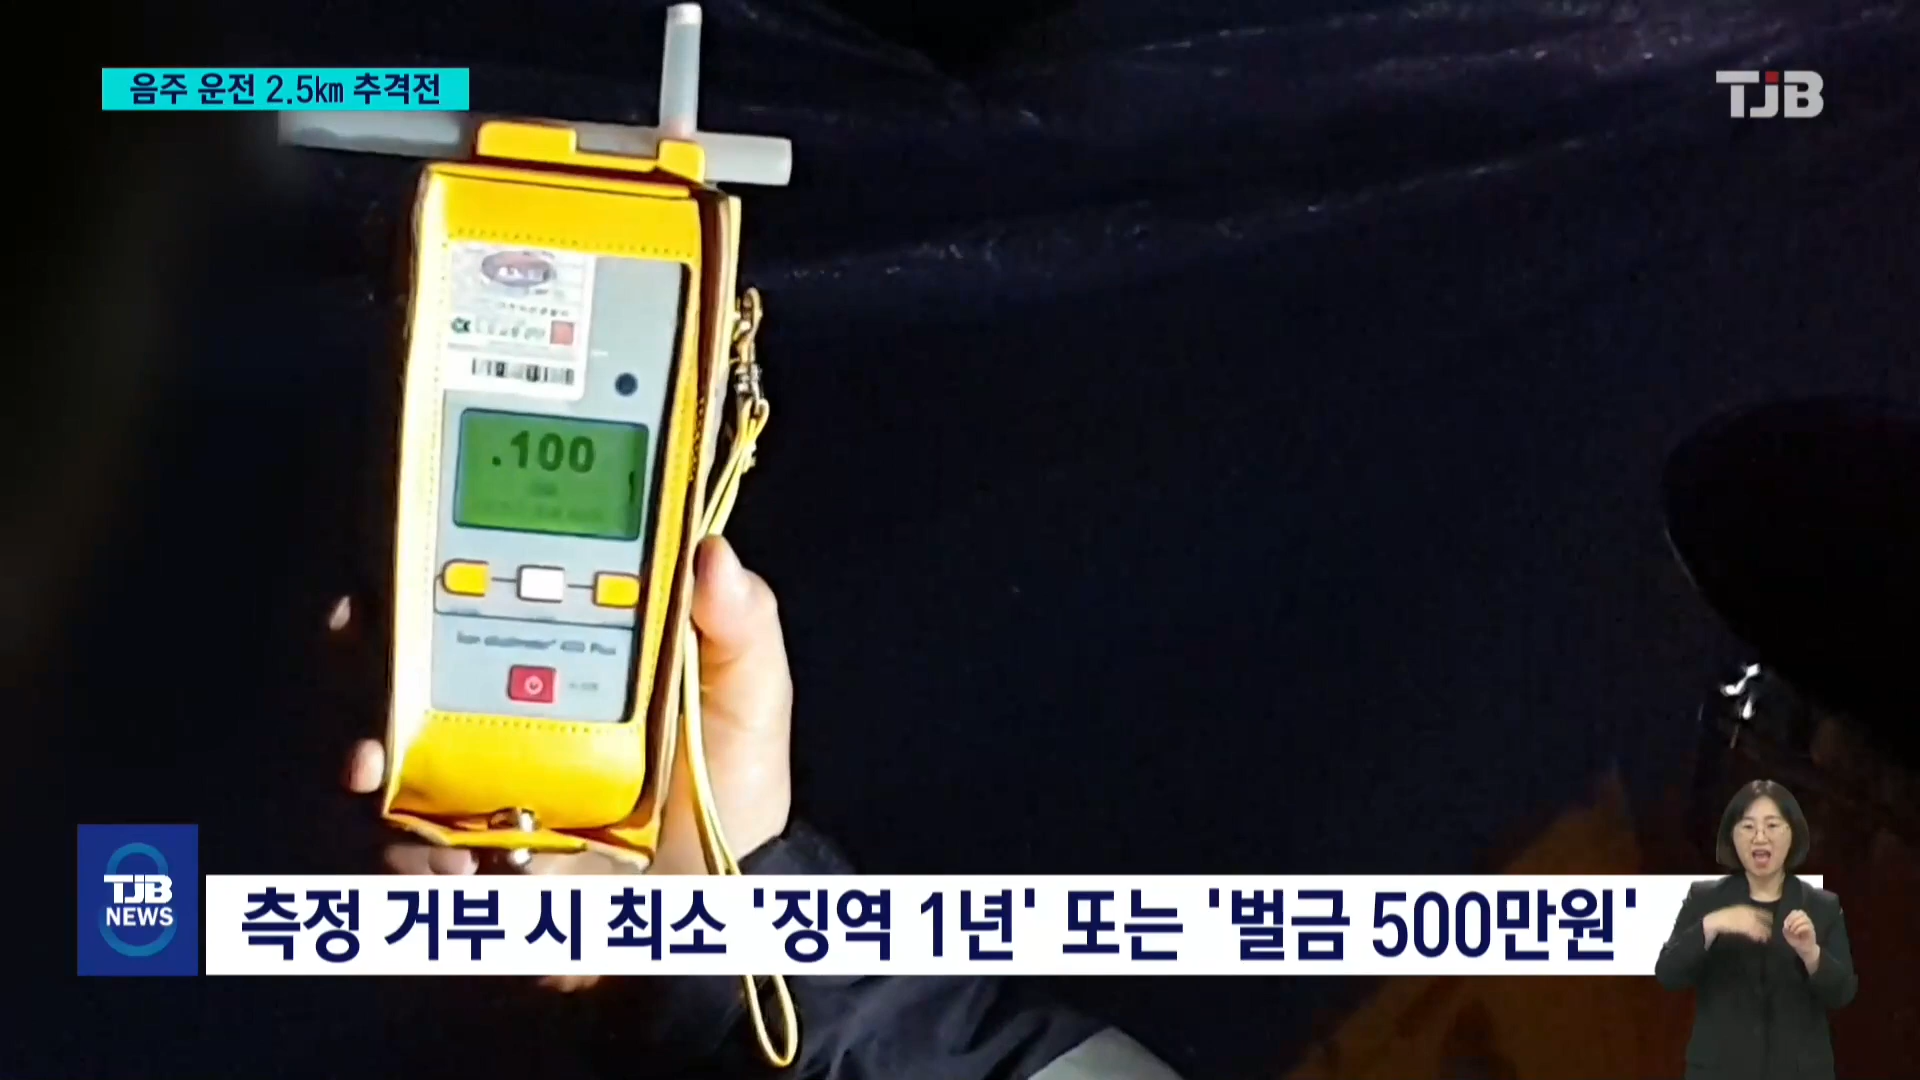 음주 운전 2.5km 추격전
TJB
.100
TJB
NEWS
측정 거부 시 최소 '징역 1년' 또는 '벌금 500만원'